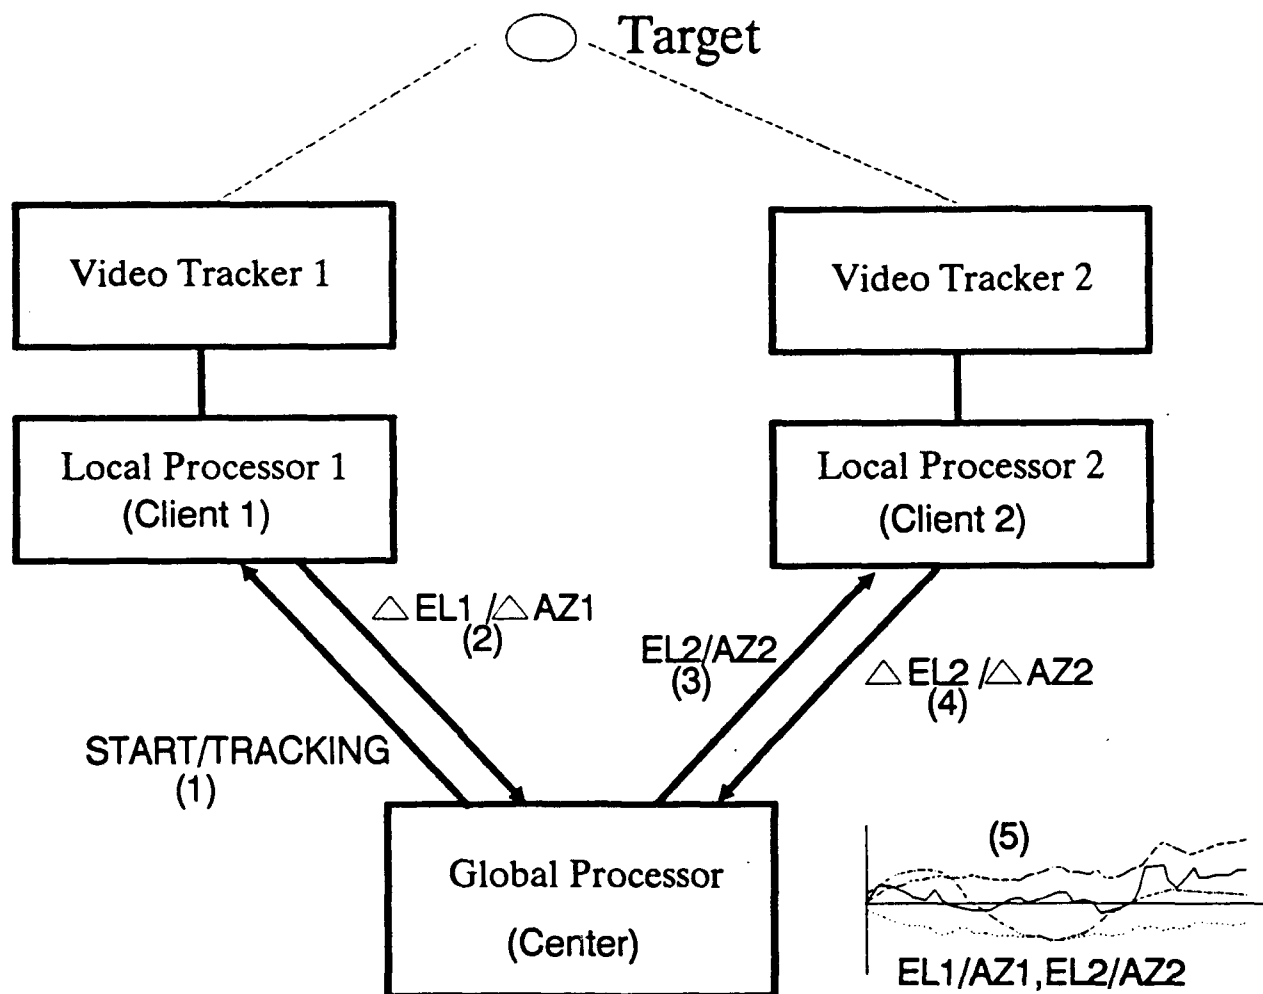 Target
Video Tracker 1
Video Tracker 2
Local Processor 1
(Client 1)
Local Processor 2
(Client 2)
△ EL1 /△ AZ1
(2)
EL2/AZ2
(3)
△ EL2 /△ AZ2
(4)
START/TRACKING
(1)
Global Processor
(Center)
(5)
EL1/AZ1,EL2/AZ2